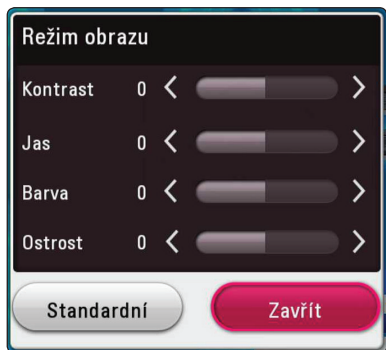 Režim obrazu
Kontrast 0
Jas 0
Barva 0
Ostrost 0
Standardní Zavřít